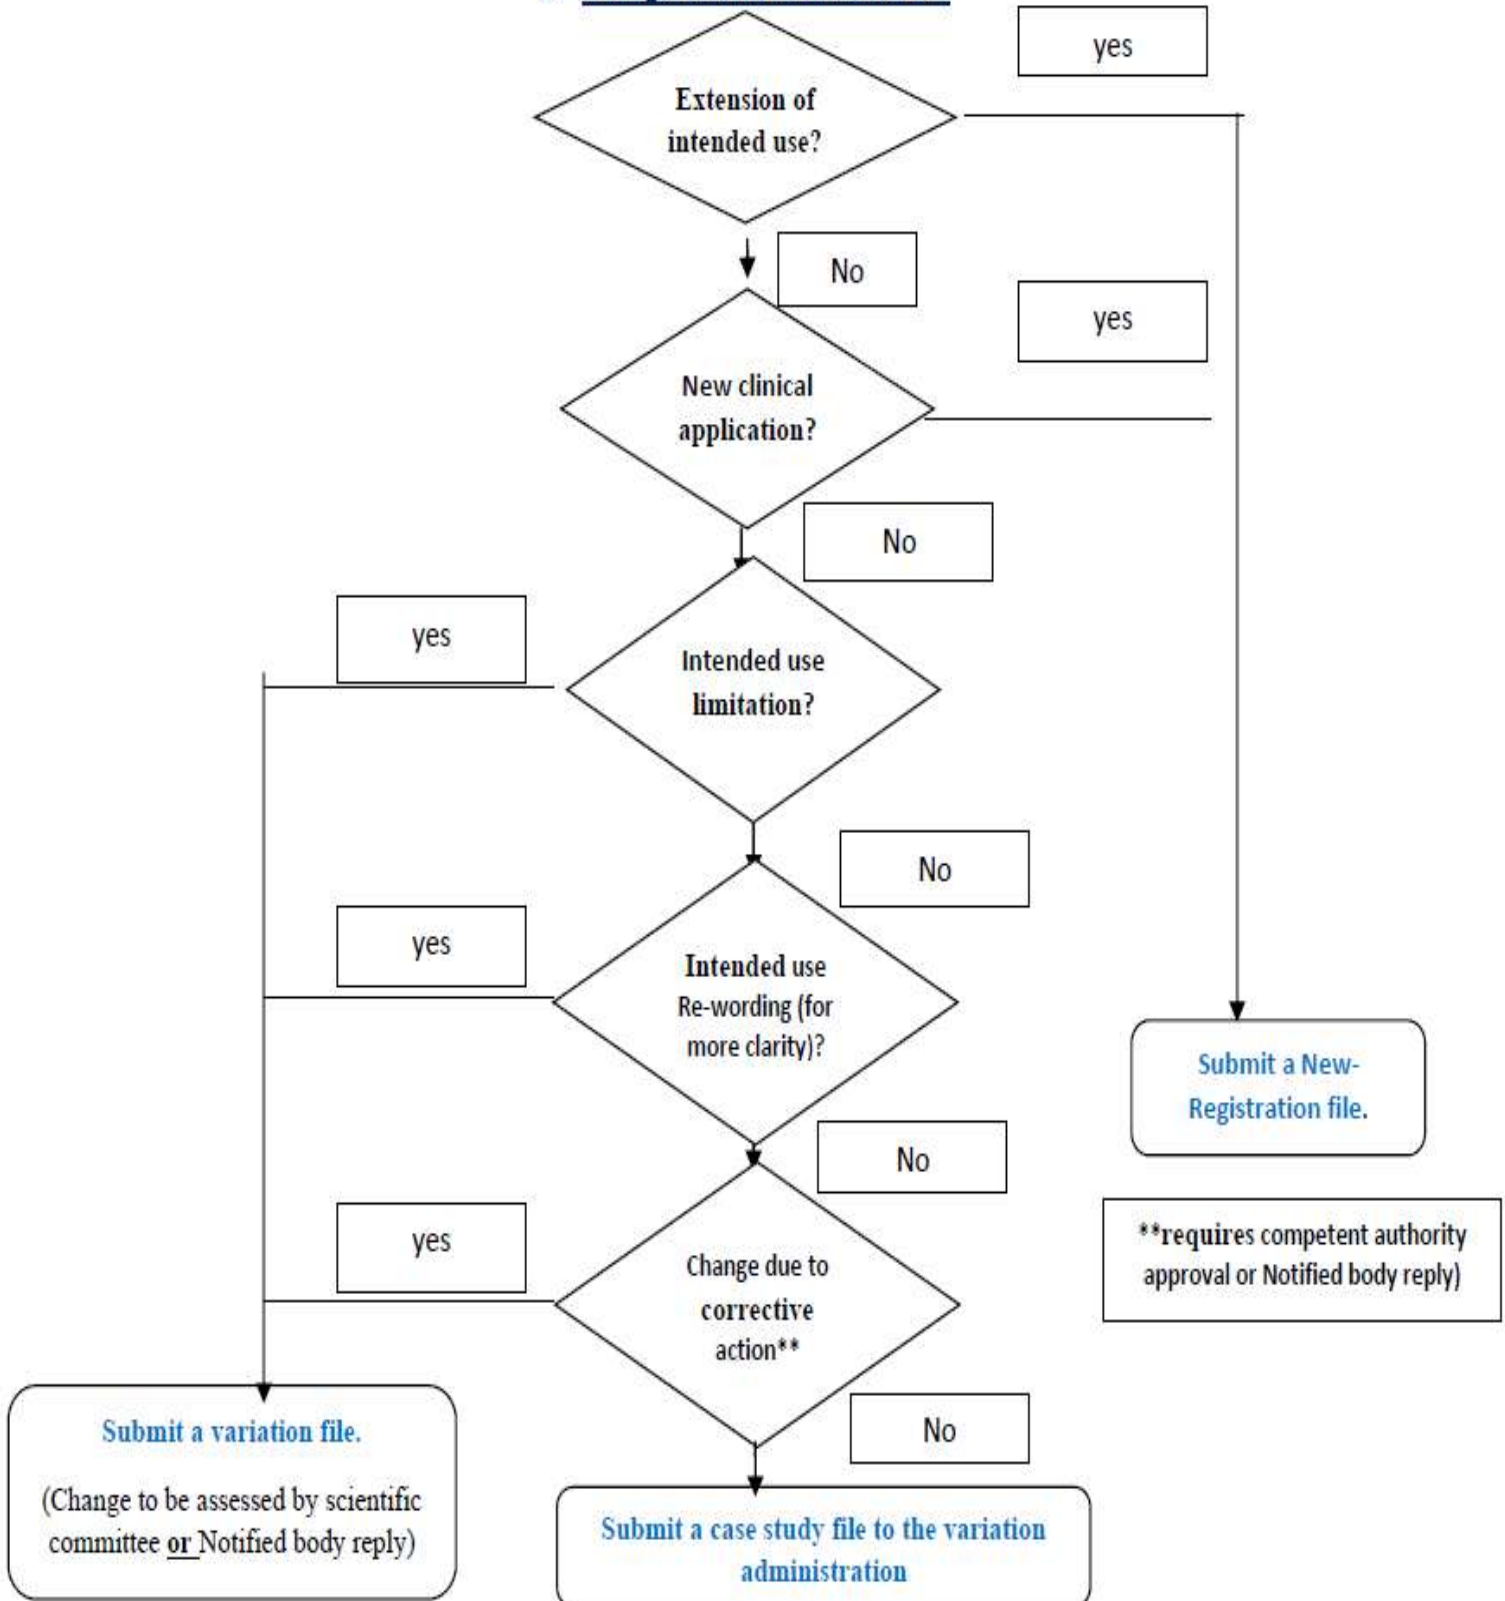 yes
Extension of
intended use?
No
yes
New clinical
application?
No
yes
Intended use
limitation?
No
yes
Intended use
Re-wording (for
more clarity)?
Submit a New-
Registration file.
No
yes
**requires competent authority
approval or Notified body reply)
Change due to
corrective
action**
No
Submit a variation file.
(Change to be assessed by scientific
committee or Notified body reply)
Submit a case study file to the variation
administration